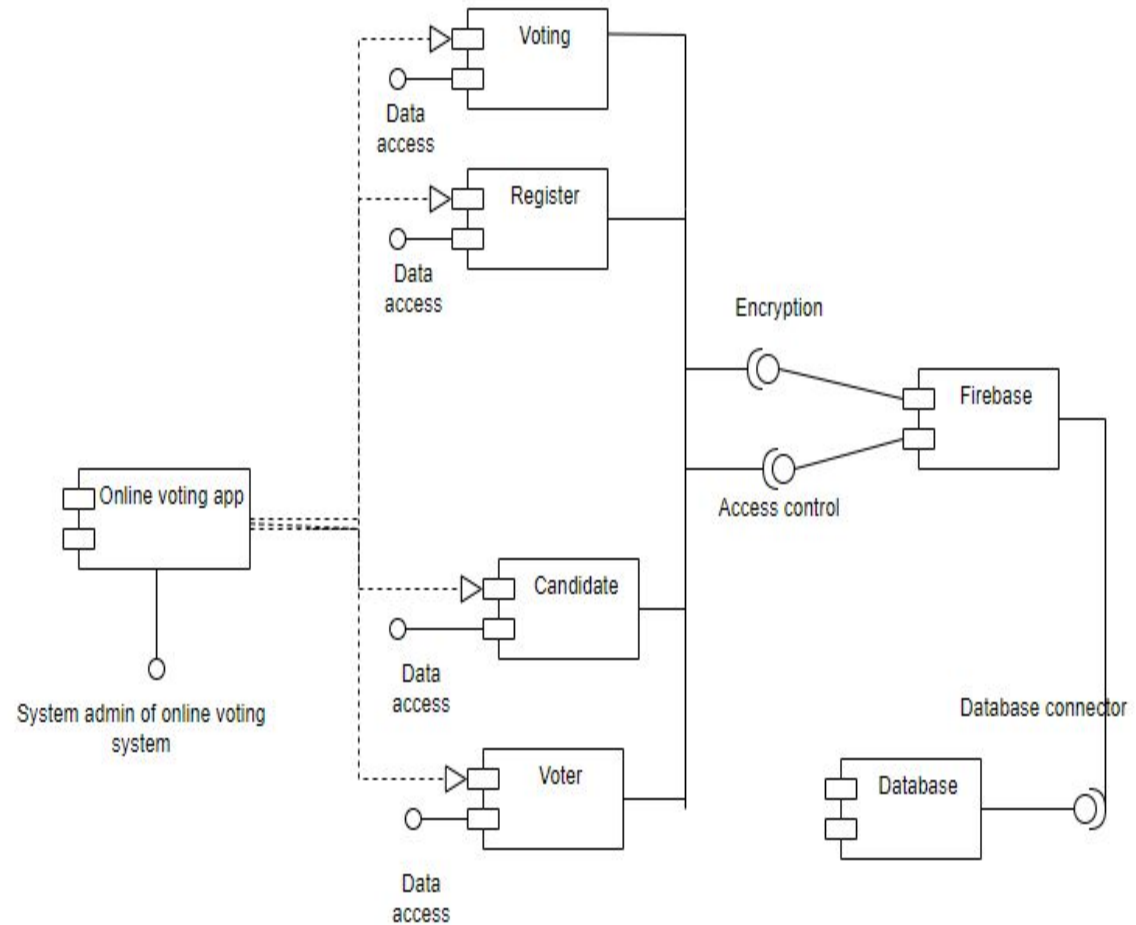 Voting
Data
access
Register
Data
access
Encryption
Firebase
Access control
Online voting app
Candidate
Data
access
System admin of online voting
system
Database connector
Voter
Database
Data
access